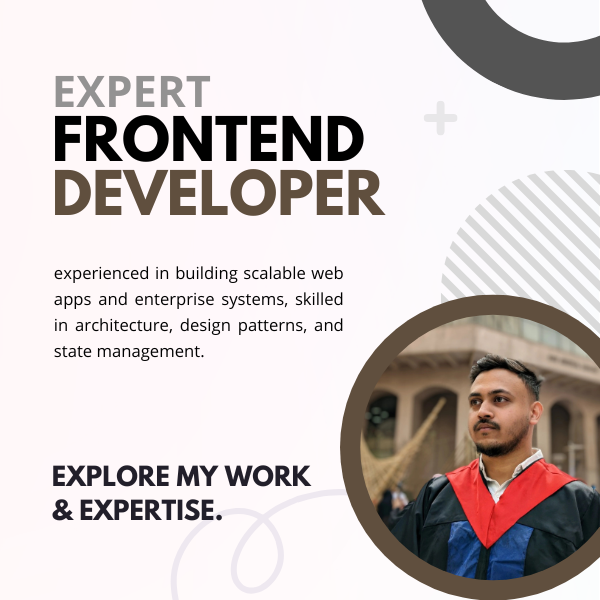 EXPERT
FRONTEND
DEVELOPER
experienced in building scalable web
apps and enterprise systems, skilled
in architecture, design patterns, and
state management.
EXPLORE MY WORK
& EXPERTISE.